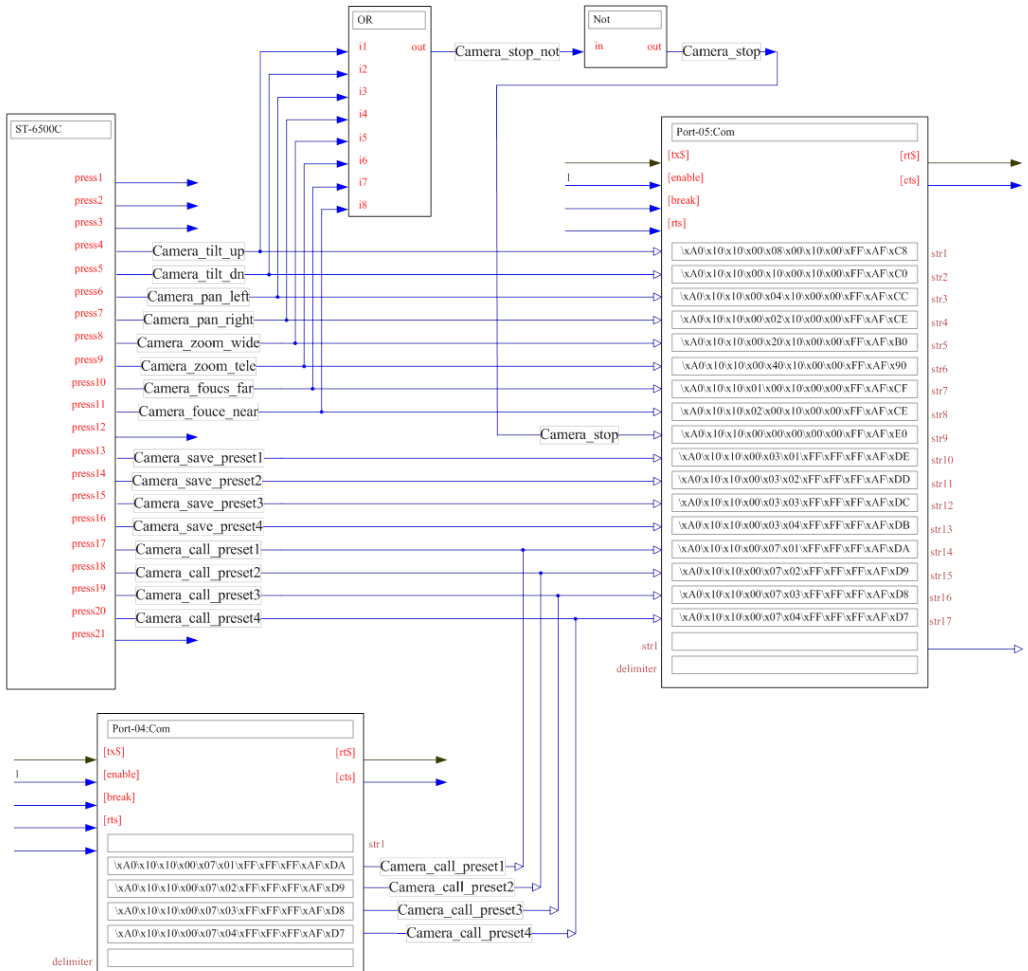 OR
i1
out
i2
i3
i4
i5
i6
i7
i8
Camera_stop_not
Not
in
out
Camera_stop
ST-6500C
press1
press2
press3
press4
press5
press6
press7
press8
press9
press10
press11
press12
press13
press14
press15
press16
press17
press18
press19
press20
press21
Camera_tilt_up
Camera_tilt_dn
Camera_pan_left
Camera_pan_right
Camera_zoom_wide
Camera_zoom_tele
Camera_foucs_far
Camera_fouce_near
Camera_stop
Camera_save_preset1
Camera_save_preset2
Camera_save_preset3
Camera_save_preset4
Camera_call_preset1
Camera_call_preset2
Camera_call_preset3
Camera_call_preset4
Port-05:Com
[tx$]
[rt$]
1
[enable]
[cts]
[break]
[rts]
\xA0\x10\x10\x00\x08\x00\x10\x00\xFF\xAF\xC8 str1
\xA0\x10\x10\x00\x10\x00\x10\x00\xFF\xAF\xC0 str2
\xA0\x10\x10\x00\x04\x10\x00\x00\xFF\xAF\xCC str3
\xA0\x10\x10\x00\x02\x10\x00\x00\xFF\xAF\xCE str4
\xA0\x10\x10\x00\x20\x10\x00\x00\xFF\xAF\xB0 str5
\xA0\x10\x10\x00\x40\x10\x00\x00\xFF\xAF\x90 str6
\xA0\x10\x10\x01\x00\x10\x00\x00\xFF\xAF\xCF str7
\xA0\x10\x10\x02\x00\x10\x00\x00\xFF\xAF\xCE str8
\xA0\x10\x10\x00\x00\x00\x00\x00\xFF\xAF\xE0 str9
\xA0\x10\x10\x00\x03\x01\xFF\xFF\xFF\xAF\xDE str10
\xA0\x10\x10\x00\x03\x02\xFF\xFF\xFF\xAF\xDD str11
\xA0\x10\x10\x00\x03\x03\xFF\xFF\xFF\xAF\xDC str12
\xA0\x10\x10\x00\x03\x04\xFF\xFF\xFF\xAF\xDB str13
\xA0\x10\x10\x00\x07\x01\xFF\xFF\xFF\xAF\xDA str14
\xA0\x10\x10\x00\x07\x02\xFF\xFF\xFF\xAF\xD9 str15
\xA0\x10\x10\x00\x07\x03\xFF\xFF\xFF\xAF\xD8 str16
\xA0\x10\x10\x00\x07\x04\xFF\xFF\xFF\xAF\xD7 str17
str1
delimiter
Port-04:Com
[tx$]
[rt$]
1
[enable]
[cts]
[break]
[rts]
str1
\xA0\x10\x10\x00\x07\x01\xFF\xFF\xFF\xAF\xDA Camera_call_preset1
\xA0\x10\x10\x00\x07\x02\xFF\xFF\xFF\xAF\xD9 Camera_call_preset2
\xA0\x10\x10\x00\x07\x03\xFF\xFF\xFF\xAF\xD8 Camera_call_preset3
\xA0\x10\x10\x00\x07\x04\xFF\xFF\xFF\xAF\xD7 Camera_call_preset4
delimiter